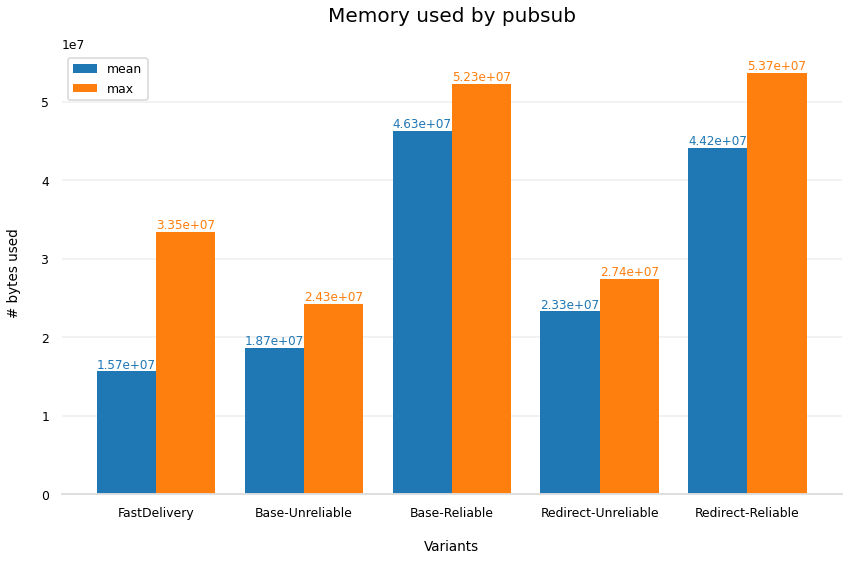 Memory used by pubsub
1e7
mean
max
5.37e+07
5.23e+07
5
4.63e+07
4.42e+07
4
3.35e+07
3
2.74e+07
2.43e+07
2.33e+07
2
1.87e+07
1.57e+07
1
0
# bytes used
FastDelivery Base-Unreliable Base-Reliable Redirect-Unreliable Redirect-Reliable
Variants